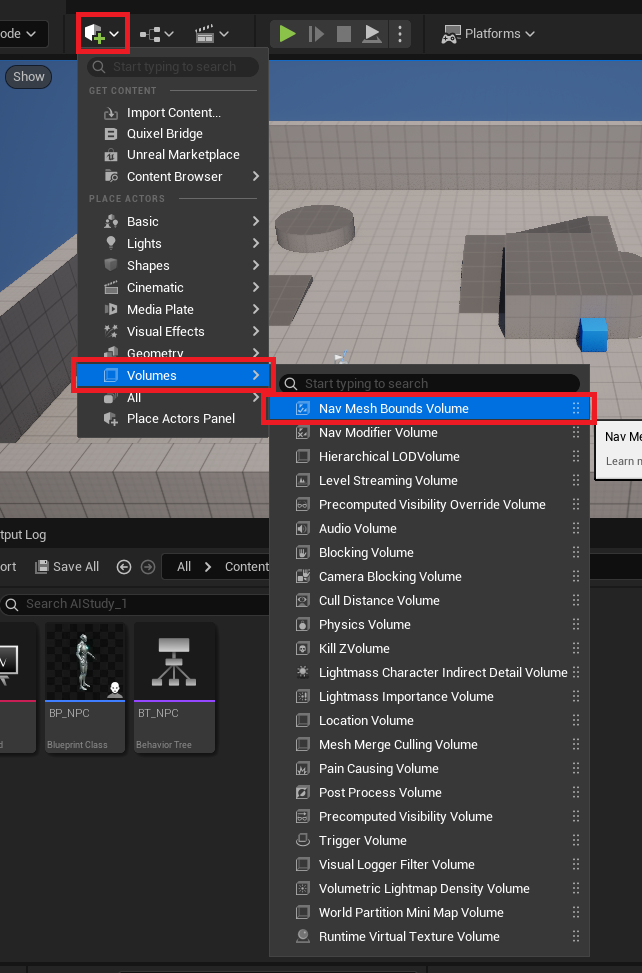 ode
Platforms
Show
Start typing to search
GET CONTENT
Import Content...
Quixel Bridge
Unreal Marketplace
Content Browser
PLACE ACTORS
Basic
Lights
Shapes
Cinematic
Media Plate
Visual Effects
Geometry
Volumes
All
Place Actors Panel
Start typing to search
Nav Mesh Bounds Volume
Nav Modifier Volume
Hierarchical LODVolume
Level Streaming Volume
Precomputed Visibility Override Volume
Audio Volume
Blocking Volume
Camera Blocking Volume
Cull Distance Volume
Physics Volume
Kill ZVolume
Lightmass Character Indirect Detail Volume
Lightmass Importance Volume
Location Volume
Mesh Merge Culling Volume
Pain Causing Volume
Post Process Volume
Precomputed Visibility Volume
Trigger Volume
Visual Logger Filter Volume
Volumetric Lightmap Density Volume
World Partition Mini Map Volume
Runtime Virtual Texture Volume
Nav Me
Learn m
tput Log
ort Save All All Content
Search AIStudy_1
BP_NPC
Blueprint Class
BT_NPC
Behavior Tree